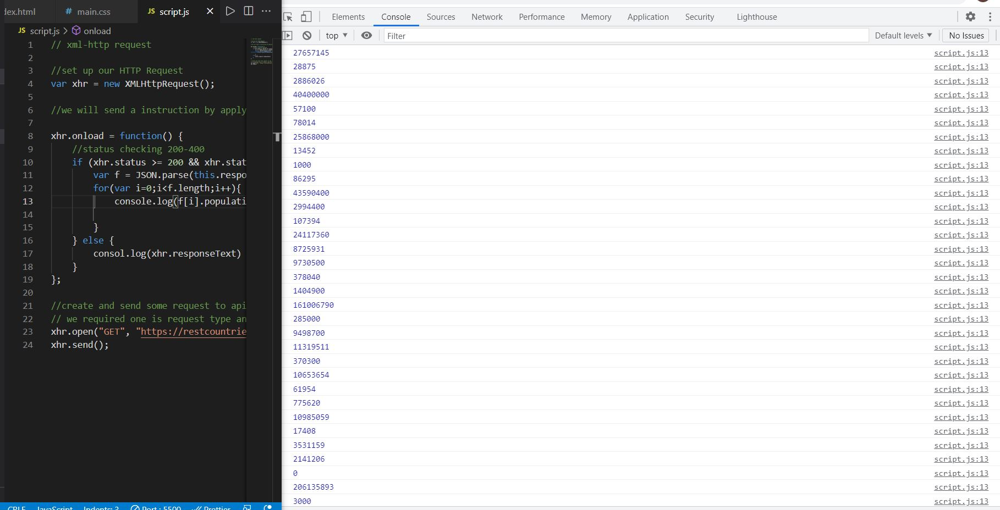 dex.html # main.css JS script.js
JS script.js > onload
1 // xml-http request
2
3 //set up our HTTP Request
4 var xhr = new XMLHttpRequest();
5
6 //we will send a instruction by apply
7
8 xhr.onload = function() {
9 //status checking 200-400
10 if (xhr.status >= 200 && xhr.stat
11 var f = JSON.parse(this.respo
12 for(var i=0;i<f.length;i++){
13 console.log(f[i].populati
14
15 }
16 } else {
17 consol.log(xhr.responseText)
18 }
19 };
20
21 //create and send some request to api
22 // we required one is request type an
23 xhr.open("GET", "https://restcountrie
24 xhr.send();
CRLF JavaScript Indents: 3 Port : 5500 Prettier
Elements Console Sources Network Performance Memory Application Security Lighthouse
top Filter Default levels No Issues
27657145 script.js:13
28875 script.js:13
2886026 script.js:13
40400000 script.js:13
57100 script.js:13
78014 script.js:13
25868000 script.js:13
13452 script.js:13
1000 script.js:13
86295 script.js:13
43590400 script.js:13
2994400 script.js:13
107394 script.js:13
24117360 script.js:13
8725931 script.js:13
9730500 script.js:13
378040 script.js:13
1404900 script.js:13
161006790 script.js:13
285000 script.js:13
9498700 script.js:13
11319511 script.js:13
370300 script.js:13
10653654 script.js:13
61954 script.js:13
775620 script.js:13
10985059 script.js:13
17408 script.js:13
3531159 script.js:13
2141206 script.js:13
0 script.js:13
206135893 script.js:13
3000 script.js:13